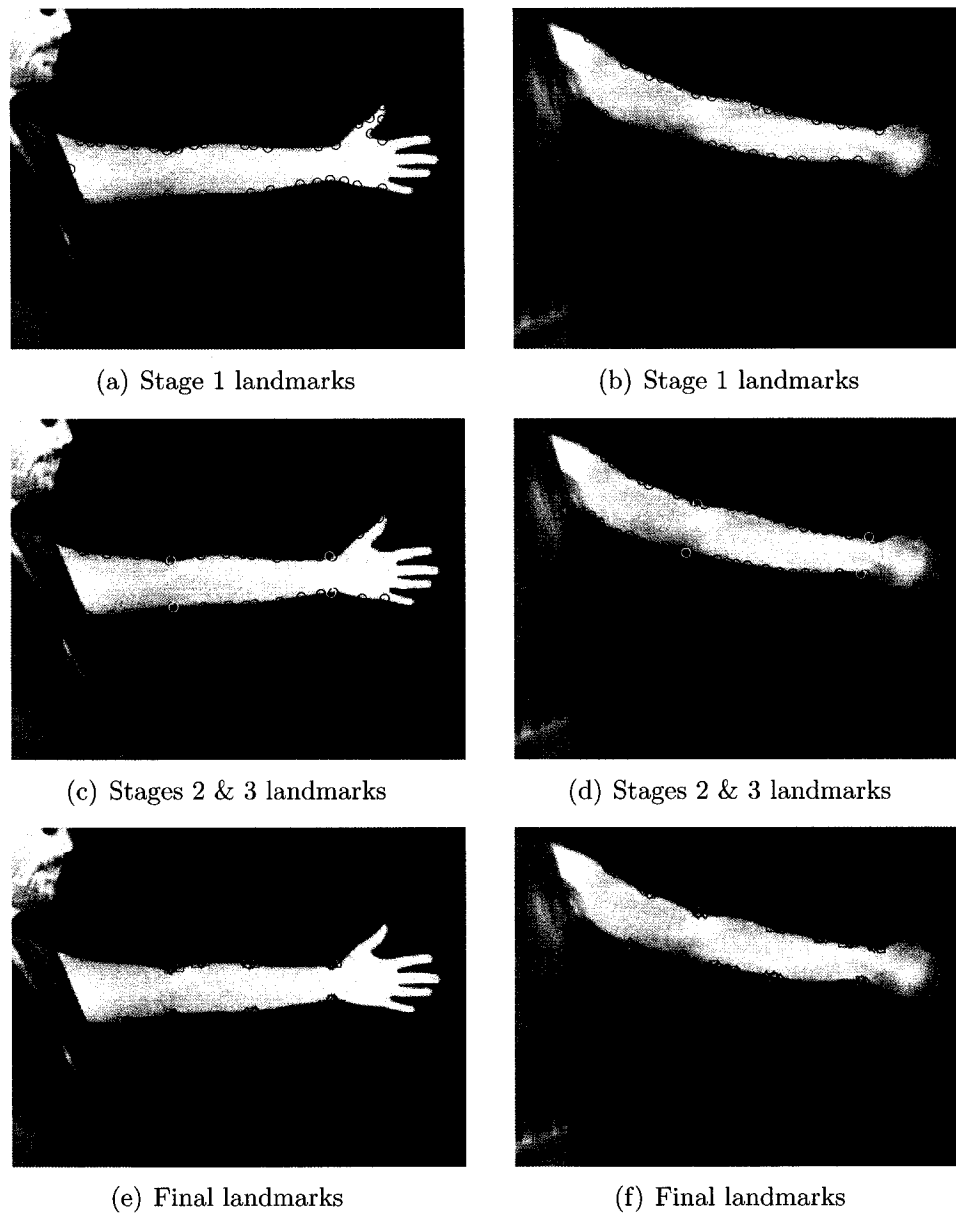 (a) Stage 1 landmarks
(b) Stage 1 landmarks
(c) Stages 2 & 3 landmarks
(d) Stages 2 & 3 landmarks
(e) Final landmarks
(f) Final landmarks